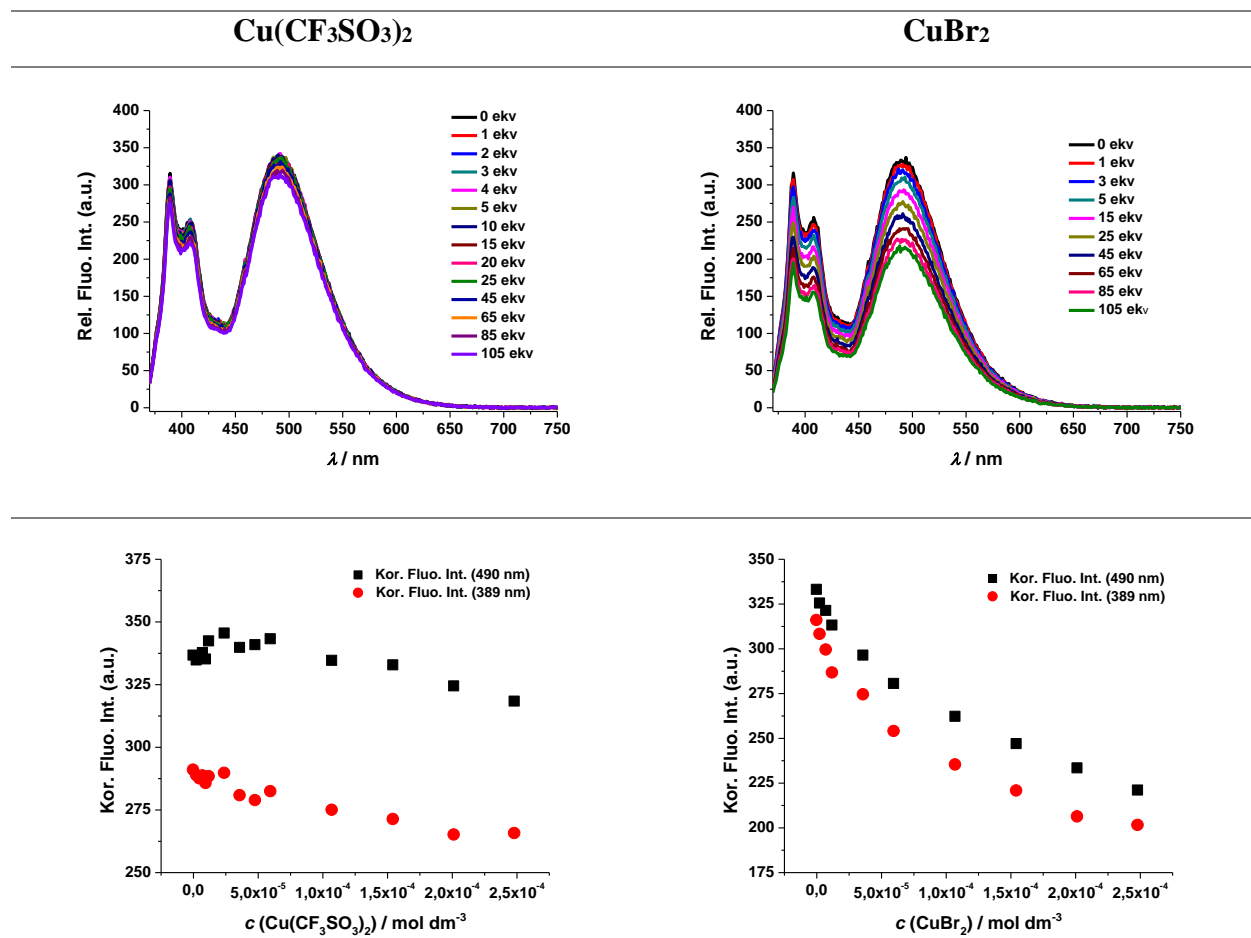 Cu(CF₃SO₃)₂
CuBr₂
400
350
300
250
200
150
100
50
0
Rel. Fluo. Int. (a.u.)
0 ekv
1 ekv
2 ekv
3 ekv
4 ekv
5 ekv
10 ekv
15 ekv
20 ekv
25 ekv
45 ekv
65 ekv
85 ekv
105 ekv
400 450 500 550 600 650 700 750
λ / nm
400
350
300
250
200
150
100
50
0
Rel. Fluo. Int. (a.u.)
0 ekv
1 ekv
3 ekv
5 ekv
15 ekv
25 ekv
45 ekv
65 ekv
85 ekv
105 ekv
400 450 500 550 600 650 700 750
λ / nm
375
350
325
300
275
250
Kor. Fluo. Int. (a.u.)
Kor. Fluo. Int. (490 nm)
Kor. Fluo. Int. (389 nm)
0,0 5,0x10⁻⁵ 1,0x10⁻⁴ 1,5x10⁻⁴ 2,0x10⁻⁴ 2,5x10⁻⁴
c (Cu(CF₃SO₃)₂) / mol dm⁻³
350
325
300
275
250
225
200
175
Kor. Fluo. Int. (a.u.)
Kor. Fluo. Int. (490 nm)
Kor. Fluo. Int. (389 nm)
0,0 5,0x10⁻⁵ 1,0x10⁻⁴ 1,5x10⁻⁴ 2,0x10⁻⁴ 2,5x10⁻⁴
c (CuBr₂) / mol dm⁻³